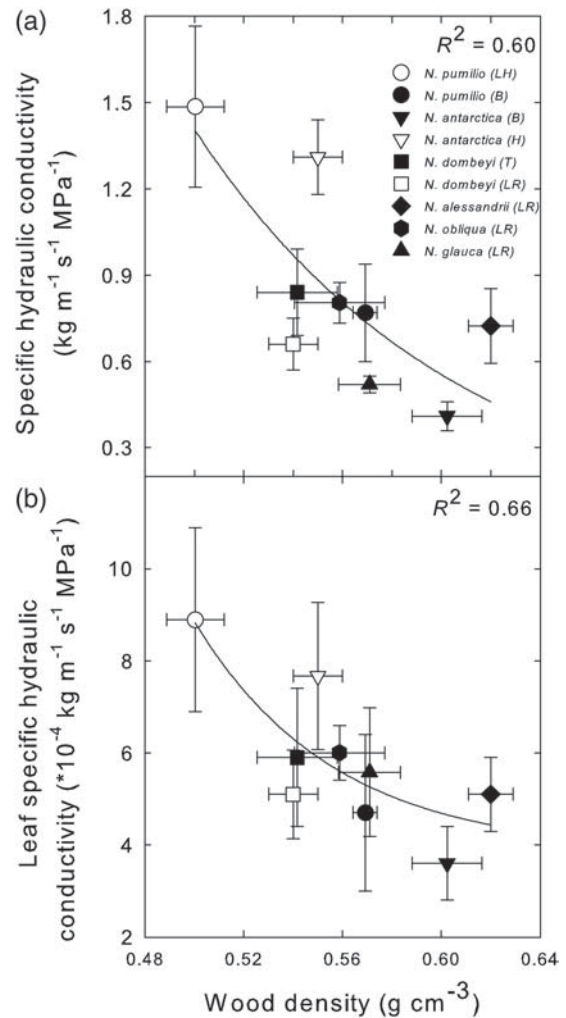 (a)
R² = 0.60
N. pumilio (LH)
N. pumilio (B)
N. antarctica (B)
N. antarctica (H)
N. dombeyi (T)
N. dombeyi (LR)
N. alessandrii (LR)
N. obliqua (LR)
N. glauca (LR)
Specific hydraulic conductivity
(kg m⁻¹ s⁻¹ MPa⁻¹)
1.8
1.5
1.2
0.9
0.6
0.3
(b)
R² = 0.66
Leaf specific hydraulic
conductivity (*10⁻⁴ kg m⁻¹ s⁻¹ MPa⁻¹)
10
8
6
4
2
0.48 0.52 0.56 0.60 0.64
Wood density (g cm⁻³)